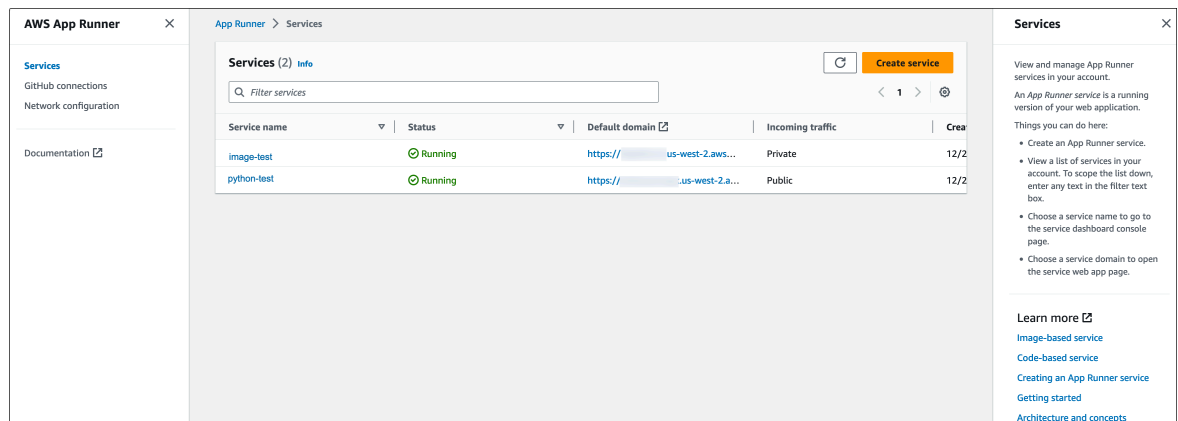 AWS App Runner
Services
GitHub connections
Network configuration
Documentation
App Runner > Services
Services (2) Info
Create service
Filter services
1
Service name Status Default domain Incoming traffic Crea
image-test Running https:// us-west-2.aws... Private 12/2
python-test Running https:// .us-west-2.a... Public 12/2
Services
View and manage App Runner
services in your account.
An App Runner service is a running
version of your web application.
Things you can do here:
• Create an App Runner service.
• View a list of services in your
account. To scope the list down,
enter any text in the filter text
box.
• Choose a service name to go to
the service dashboard console
page.
• Choose a service domain to open
the service web app page.
Learn more
Image-based service
Code-based service
Creating an App Runner service
Getting started
Architecture and concepts